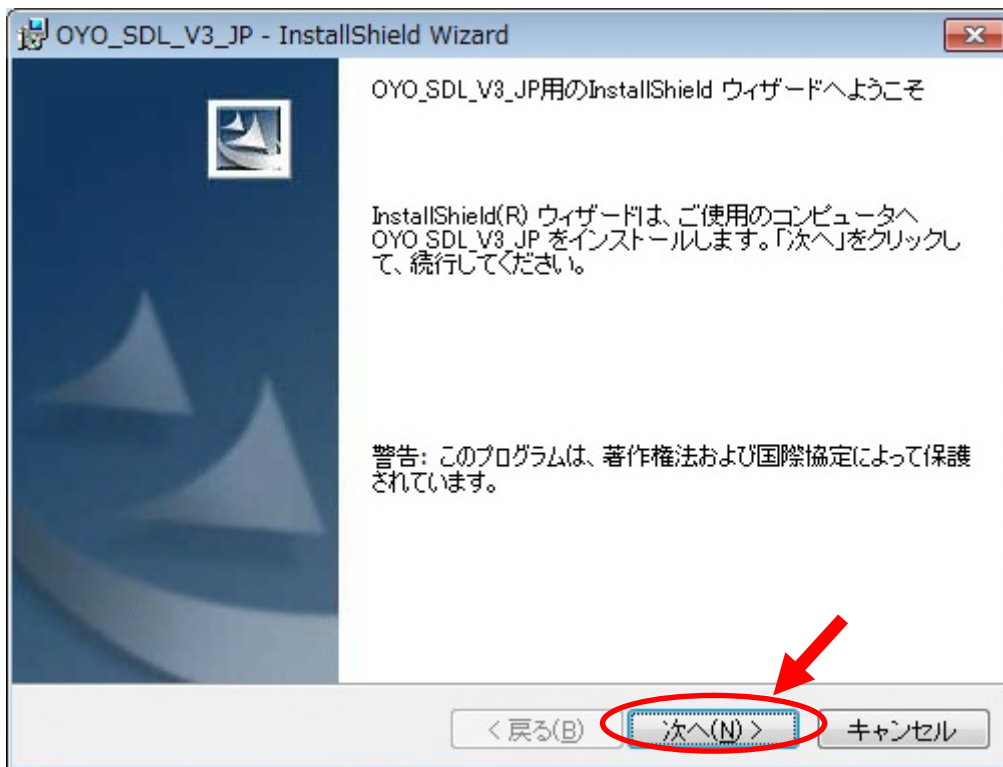 OYO_SDL_V3_JP - InstallShield Wizard
OYO_SDL_V3_JP用のInstallShield ウィザードへようこそ
InstallShield(R) ウィザードは、ご使用のコンピュータへ
OYO_SDL_V3_JP をインストールします。「次へ」をクリックし
て、続行してください。
警告: このプログラムは、著作権法および国際協定によって保護
されています。
< 戻る(B) 次へ(N) > キャンセル